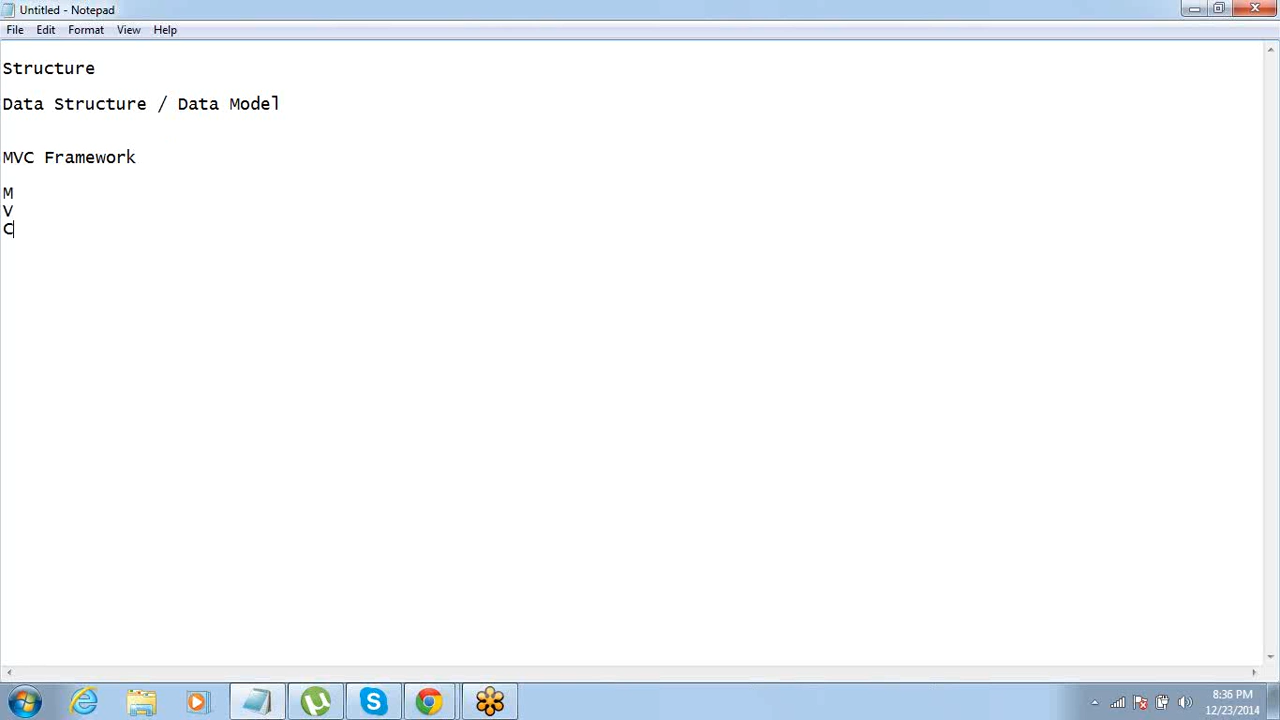 Untitled - Notepad
File Edit Format View Help
Structure
Data Structure / Data Model
MVC Framework
M
V
C
8:36 PM
12/23/2014